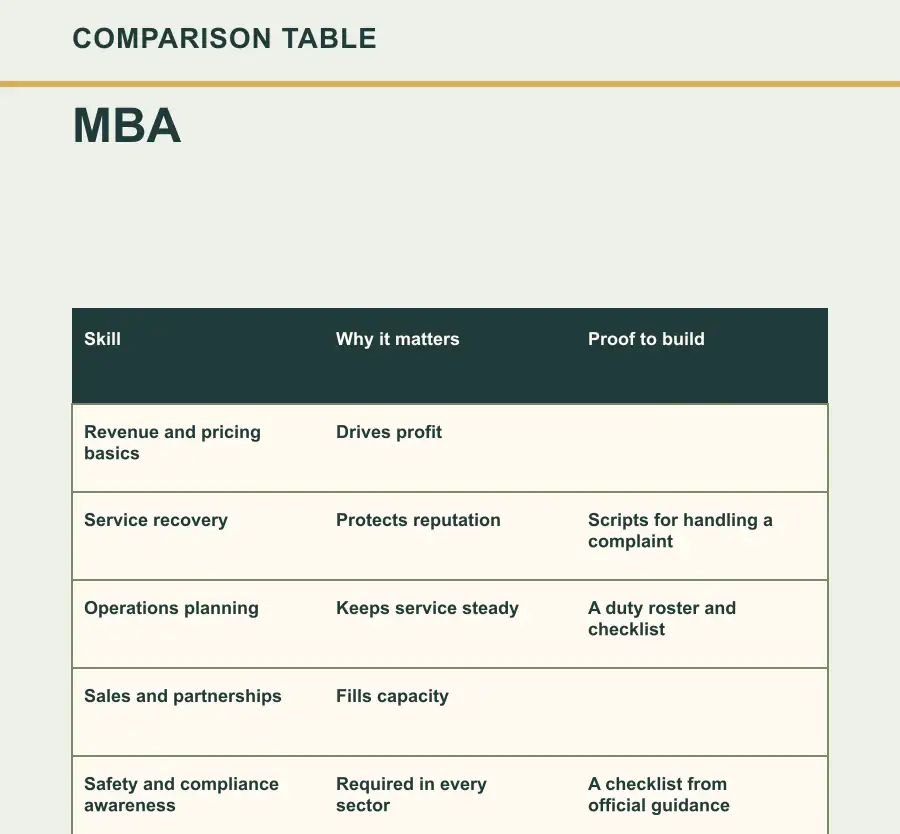 COMPARISON TABLE
MBA
Skill Why it matters Proof to build
Revenue and pricing Drives profit
basics
Service recovery Protects reputation Scripts for handling a
complaint
Operations planning Keeps service steady A duty roster and
checklist
Sales and partnerships Fills capacity
Safety and compliance Required in every A checklist from
awareness sector official guidance